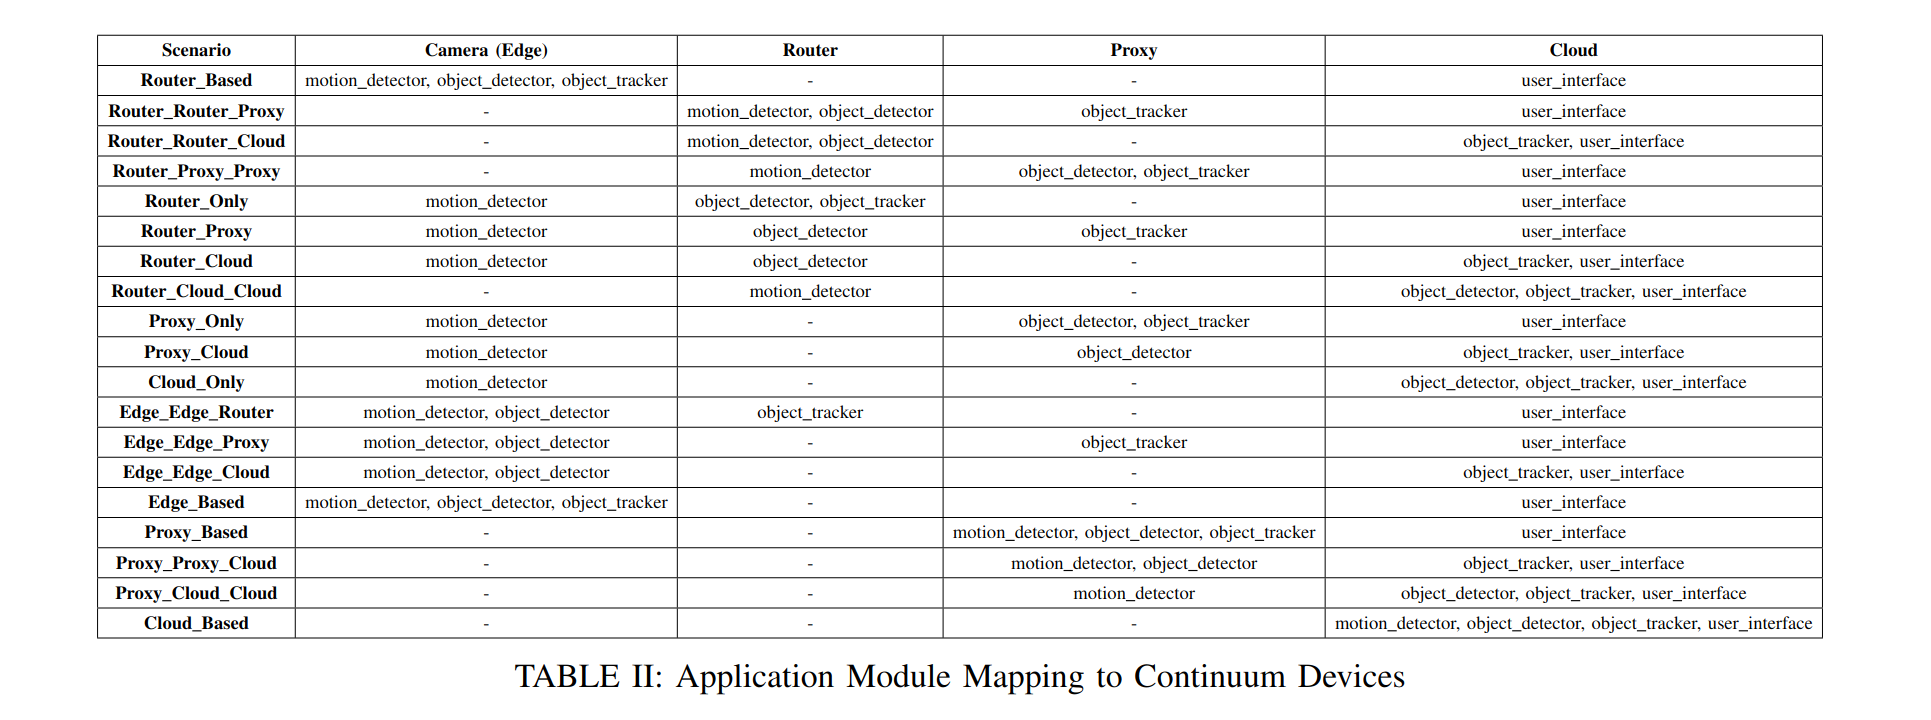 Scenario Camera (Edge) Router Proxy Cloud
Router_Based motion_detector, object_detector, object_tracker - - user_interface
Router_Router_Proxy - motion_detector, object_detector object_tracker user_interface
Router_Router_Cloud - motion_detector, object_detector - object_tracker, user_interface
Router_Proxy_Proxy - motion_detector object_detector, object_tracker user_interface
Router_Only motion_detector object_detector, object_tracker - user_interface
Router_Proxy motion_detector object_detector object_tracker user_interface
Router_Cloud motion_detector object_detector - object_tracker, user_interface
Router_Cloud_Cloud - motion_detector - object_detector, object_tracker, user_interface
Proxy_Only motion_detector - object_detector, object_tracker user_interface
Proxy_Cloud motion_detector - object_detector object_tracker, user_interface
Cloud_Only motion_detector - - object_detector, object_tracker, user_interface
Edge_Edge_Router motion_detector, object_detector object_tracker - user_interface
Edge_Edge_Proxy motion_detector, object_detector - object_tracker user_interface
Edge_Edge_Cloud motion_detector, object_detector - - object_tracker, user_interface
Edge_Based motion_detector, object_detector, object_tracker - - user_interface
Proxy_Based - - motion_detector, object_detector, object_tracker user_interface
Proxy_Proxy_Cloud - - motion_detector, object_detector object_tracker, user_interface
Proxy_Cloud_Cloud - - motion_detector object_detector, object_tracker, user_interface
Cloud_Based - - - motion_detector, object_detector, object_tracker, user_interface
TABLE II: Application Module Mapping to Continuum Devices